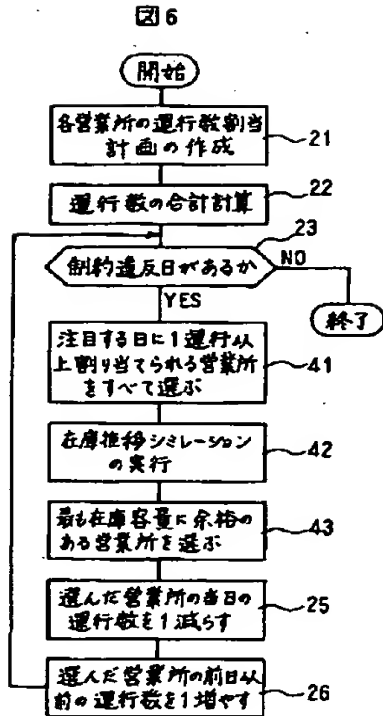 図6
開始
各営業所の運行数割当
計画の作成
21
運行数の合計計算
22
23
制約違反日があるか
NO
YES
終了
注目する日に1運行以
上割り当てられる営業所
をすべて選ぶ
41
在庫推移シミレーション
の実行
42
最も在庫容量に余裕の
ある営業所を選ぶ
43
選んだ営業所の当日の
運行数を1減らす
25
選んだ営業所の前日以
前の運行数を1増やす
26